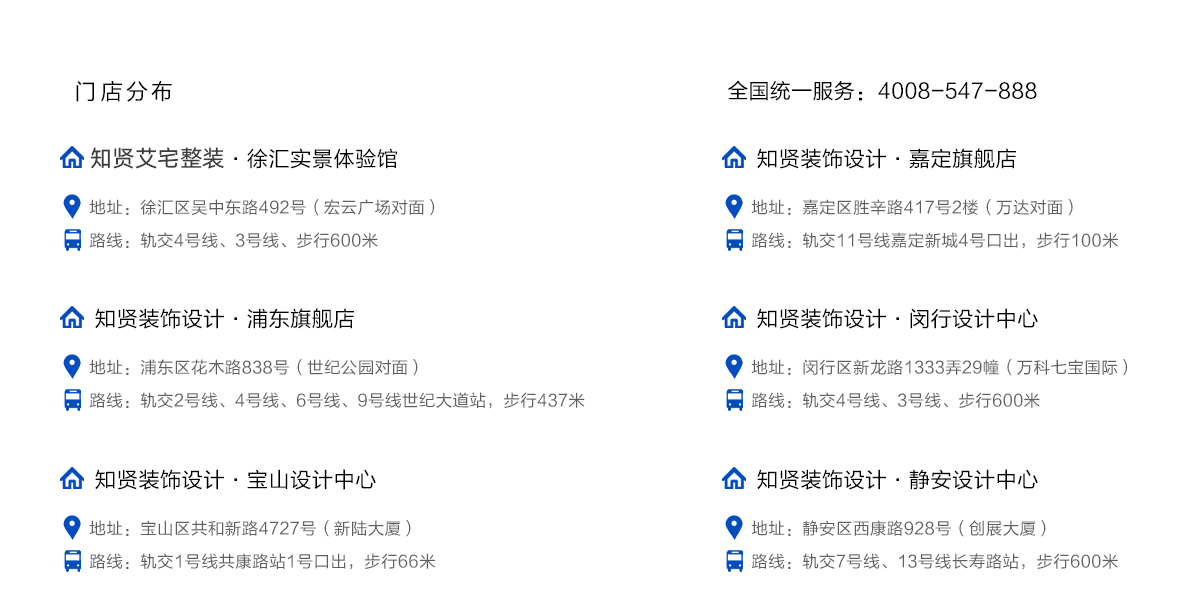 门店分布
全国统一服务：4008-547-888
知贤艾宅整装·徐汇实景体验馆
地址：徐汇区吴中东路492号（宏云广场对面）
路线：轨交4号线、3号线、步行600米
知贤装饰设计·嘉定旗舰店
地址：嘉定区胜辛路417号2楼（万达对面）
路线：轨交11号线嘉定新城4号口出，步行100米
知贤装饰设计·浦东旗舰店
地址：浦东区花木路838号（世纪公园对面）
路线：轨交2号线、4号线、6号线、9号线世纪大道站，步行437米
知贤装饰设计·闵行设计中心
地址：闵行区新龙路1333弄29幢（万科七宝国际）
路线：轨交4号线、3号线、步行600米
知贤装饰设计·宝山设计中心
地址：宝山区共和新路4727号（新陆大厦）
路线：轨交1号线共康路站1号口出，步行66米
知贤装饰设计·静安设计中心
地址：静安区西康路928号（创展大厦）
路线：轨交7号线、13号线长寿路站，步行600米